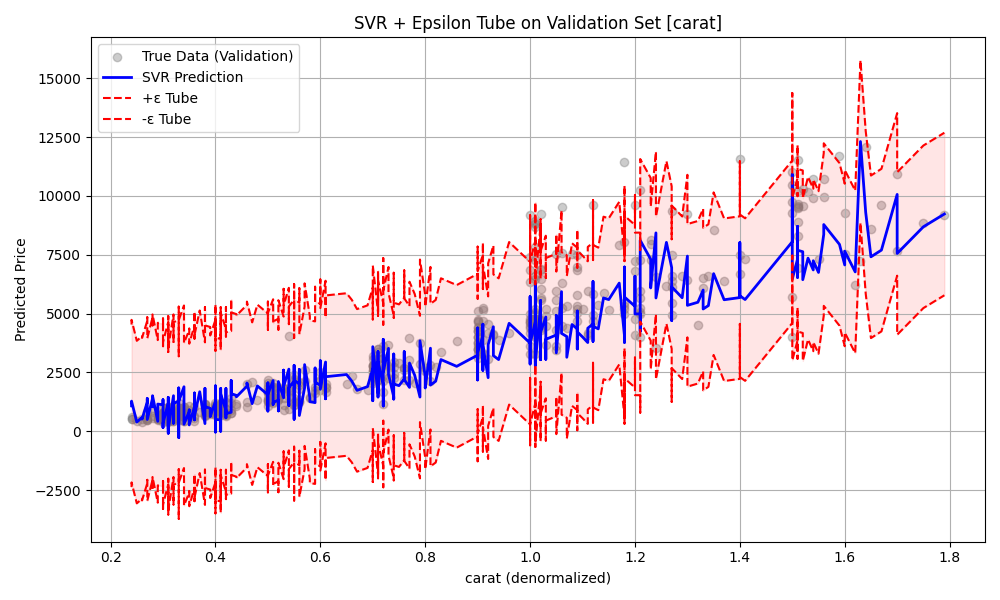 SVR + Epsilon Tube on Validation Set [carat]
True Data (Validation)
SVR Prediction
+ε Tube
-ε Tube
Predicted Price
15000
12500
10000
7500
5000
2500
0
−2500
0.2 0.4 0.6 0.8 1.0 1.2 1.4 1.6 1.8
carat (denormalized)